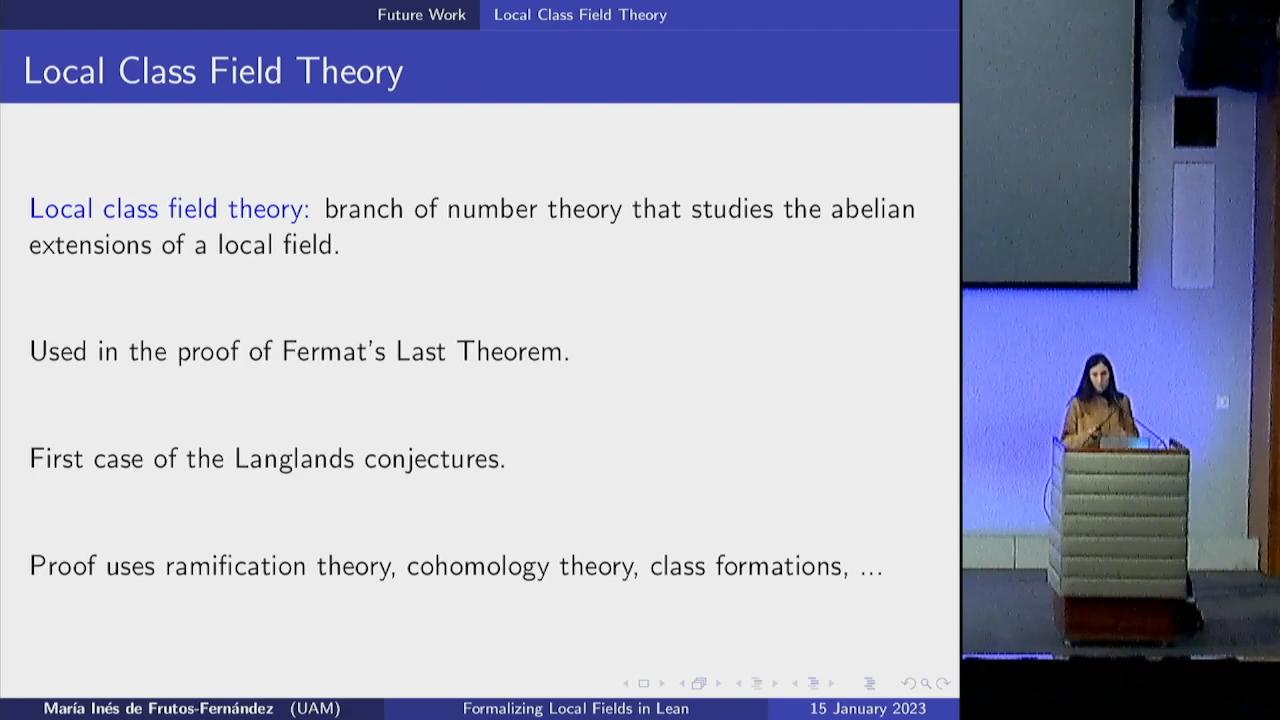 Future Work
Local Class Field Theory
Local Class Field Theory
Local class field theory: branch of number theory that studies the abelian
extensions of a local field.
Used in the proof of Fermat's Last Theorem.
First case of the Langlands conjectures.
Proof uses ramification theory, cohomology theory, class formations, ...
María Inés de Frutos-Fernández (UAM)
Formalizing Local Fields in Lean
15 January 2023